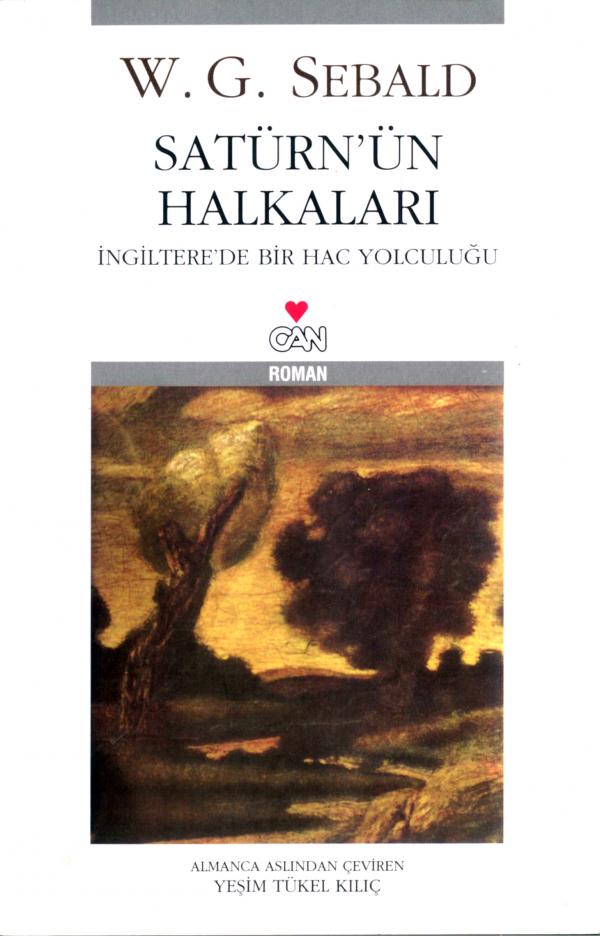 W. G. SEBALD
SATÜRN'ÜN
HALKALARI
İNGİLTERE'DE BİR HAC YOLCULUĞU
CAN
ROMAN
ALMANCA ASLINDAN ÇEVİREN
YEŞİM TÜKEL KILIÇ